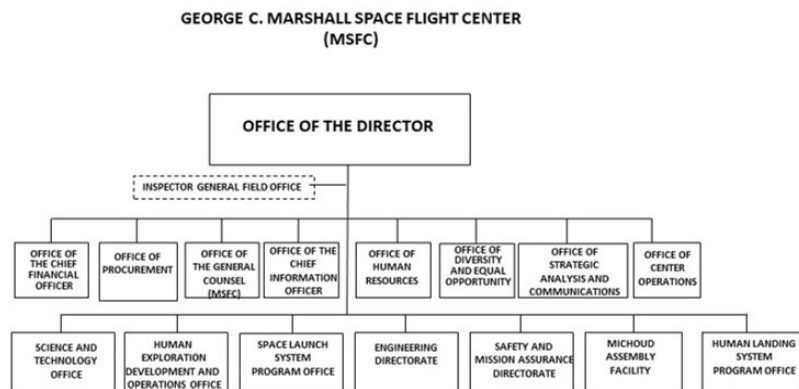 GEORGE C. MARSHALL SPACE FLIGHT CENTER
(MSFC)
OFFICE OF THE DIRECTOR
INSPECTOR GENERAL FIELD OFFICE
OFFICE OF
THE CHIEF
FINANCIAL
OFFICER
OFFICE OF
PROCUREMENT
OFFICE OF
THE GENERAL
COUNSEL
(MSFC)
OFFICE OF THE
CHIEF
INFORMATION
OFFICER
OFFICE OF
HUMAN
RESOURCES
OFFICE OF
DIVERSITY
AND EQUAL
OPPORTUNITY
OFFICE OF
STRATEGIC
ANALYSIS AND
COMMUNICATIONS
OFFICE OF
CENTER
OPERATIONS
SCIENCE AND
TECHNOLOGY
OFFICE
HUMAN
EXPLORATION
DEVELOPMENT AND
OPERATIONS OFFICE
SPACE LAUNCH
SYSTEM
PROGRAM OFFICE
ENGINEERING
DIRECTORATE
SAFETY AND
MISSION ASSURANCE
DIRECTORATE
MICHOUD
ASSEMBLY
FACILITY
HUMAN LANDING
SYSTEM
PROGRAM OFFICE